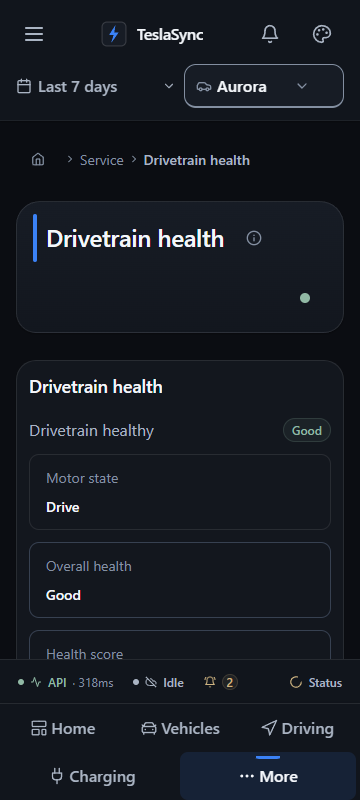 TeslaSync
Last 7 days
Aurora
Service
Drivetrain health
Drivetrain health
Drivetrain health
Drivetrain healthy
Good
Motor state
Drive
Overall health
Good
Health score
API · 318ms
Idle
2
Status
Home
Vehicles
Driving
Charging
More